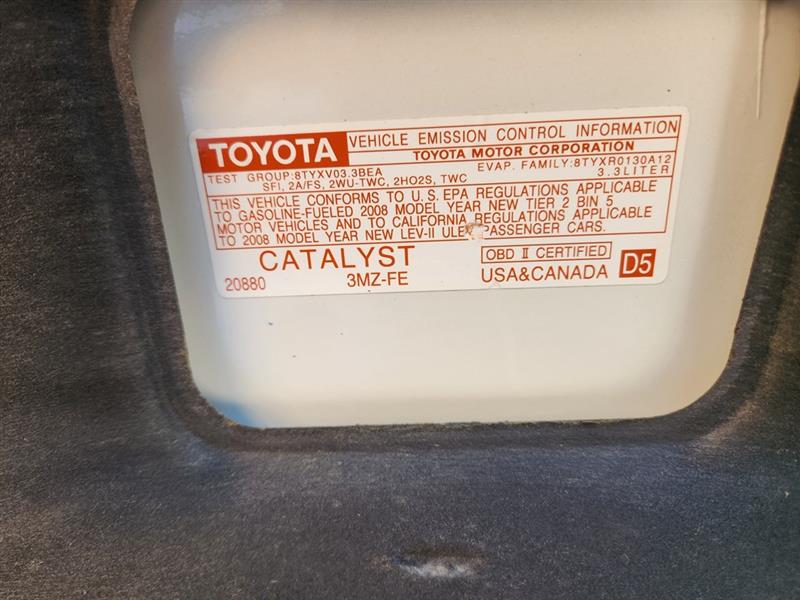 TOYOTA VEHICLE EMISSION CONTROL INFORMATION
TOYOTA MOTOR CORPORATION
TEST GROUP:8TYXV03.3BEA EVAP. FAMILY:8TYXR0130A12
SFI, 2A/FS, 2WU-TWC, 2HO2S, TWC 3.3LITER
THIS VEHICLE CONFORMS TO U.S. EPA REGULATIONS APPLICABLE
TO GASOLINE-FUELED 2008 MODEL YEAR NEW TIER 2 BIN 5
MOTOR VEHICLES AND TO CALIFORNIA REGULATIONS APPLICABLE
TO 2008 MODEL YEAR NEW LEV-II PASSENGER CARS.
CATALYST OBD II CERTIFIED
20880 3MZ-FE USA&CANADA D5